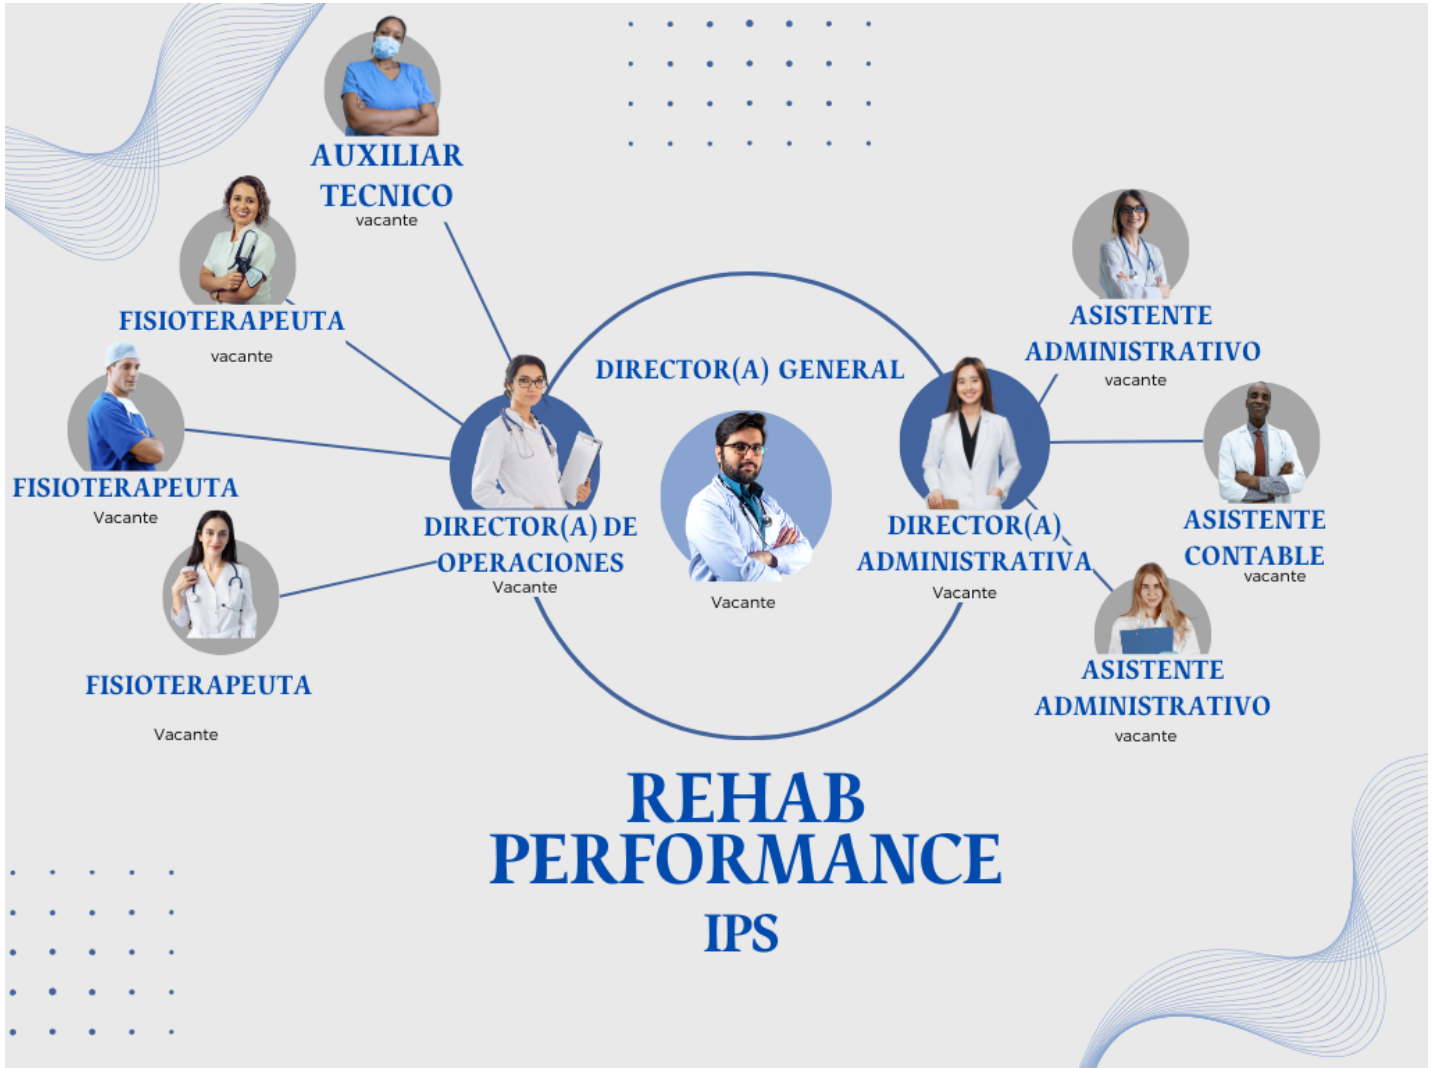 AUXILIAR
TECNICO
vacante
FISIOTERAPEUTA
vacante
FISIOTERAPEUTA
Vacante
FISIOTERAPEUTA
Vacante
DIRECTOR(A) DE
OPERACIONES
Vacante
DIRECTOR(A) GENERAL
Vacante
DIRECTOR(A)
ADMINISTRATIVA
Vacante
ASISTENTE
ADMINISTRATIVO
vacante
ASISTENTE
CONTABLE
vacante
ASISTENTE
ADMINISTRATIVO
vacante
REHAB
PERFORMANCE
IPS